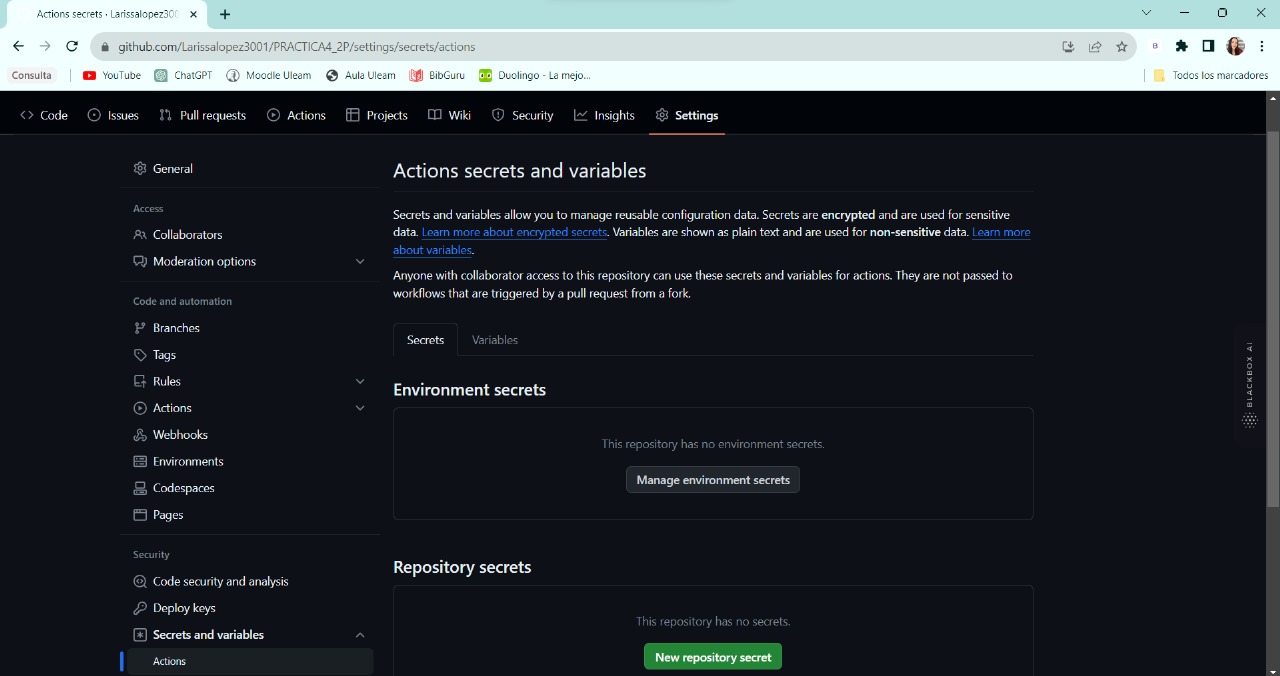 Actions secrets · Larissalopez300
github.com/Larissalopez3001/PRACTICA4_2P/settings/secrets/actions
Consulta YouTube ChatGPT Moodle Uleam Aula Uleam BibGuru Duolingo - La mejo... Todos los marcadores
Code Issues Pull requests Actions Projects Wiki Security Insights Settings
General
Access
Collaborators
Moderation options
Code and automation
Branches
Tags
Rules
Actions
Webhooks
Environments
Codespaces
Pages
Security
Code security and analysis
Deploy keys
Secrets and variables
Actions
Actions secrets and variables
Secrets and variables allow you to manage reusable configuration data. Secrets are encrypted and are used for sensitive
data. Learn more about encrypted secrets. Variables are shown as plain text and are used for non-sensitive data. Learn more
about variables.
Anyone with collaborator access to this repository can use these secrets and variables for actions. They are not passed to
workflows that are triggered by a pull request from a fork.
Secrets Variables
Environment secrets
This repository has no environment secrets.
Manage environment secrets
Repository secrets
This repository has no secrets.
New repository secret
BLACKBOX AI